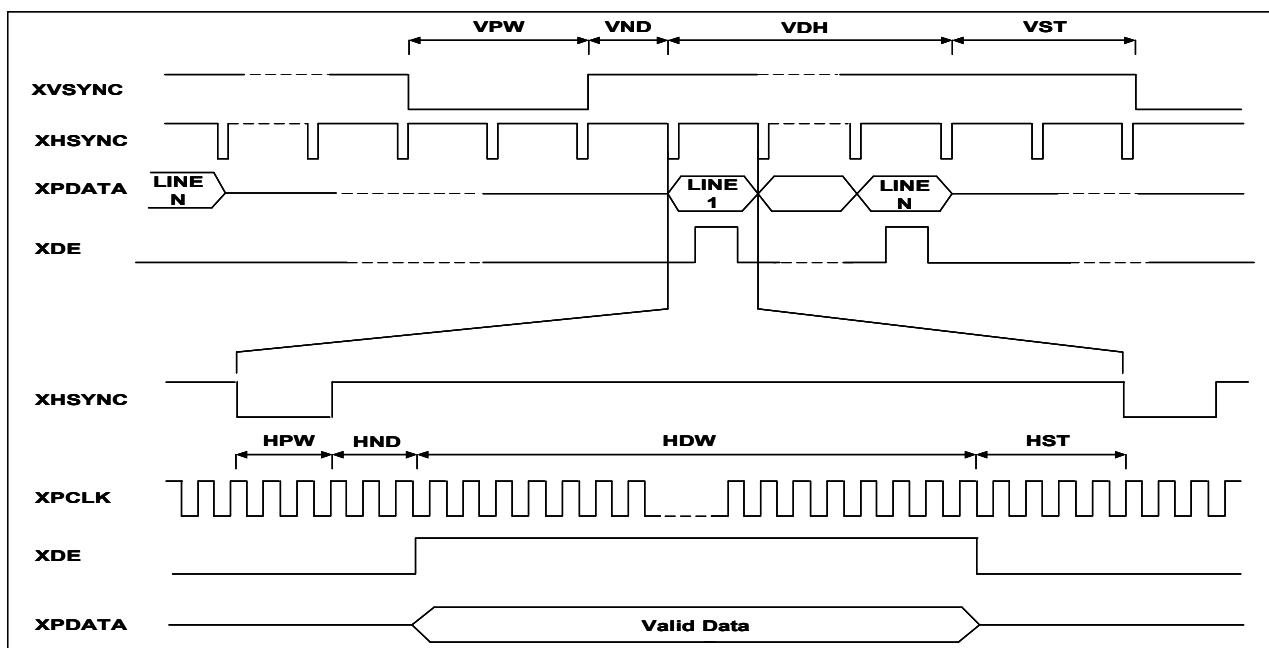 VPW VND VDH VST
XVSYNC
XHSYNC
XPDATA LINE N LINE 1 LINE N
XDE
XHSYNC
HPW HND HDW HST
XPCLK
XDE
XPDATA Valid Data